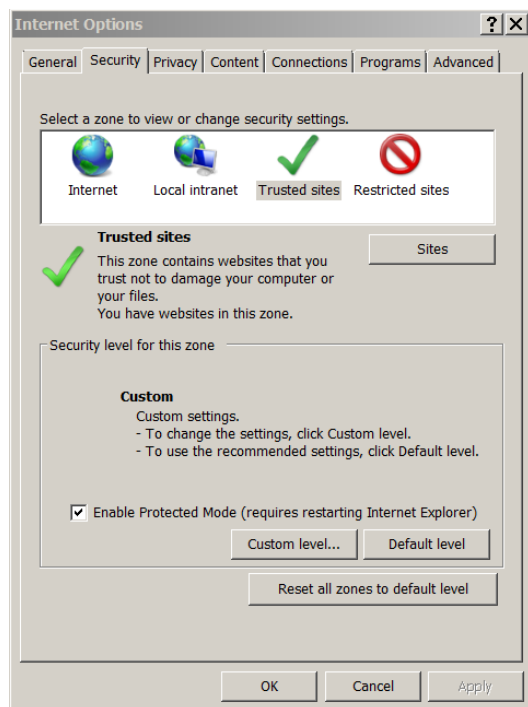 Internet Options
General Security Privacy Content Connections Programs Advanced
Select a zone to view or change security settings.
Internet Local intranet Trusted sites Restricted sites
Trusted sites
Sites
This zone contains websites that you
trust not to damage your computer or
your files.
You have websites in this zone.
Security level for this zone
Custom
Custom settings.
- To change the settings, click Custom level.
- To use the recommended settings, click Default level.
Enable Protected Mode (requires restarting Internet Explorer)
Custom level... Default level
Reset all zones to default level
OK Cancel Apply